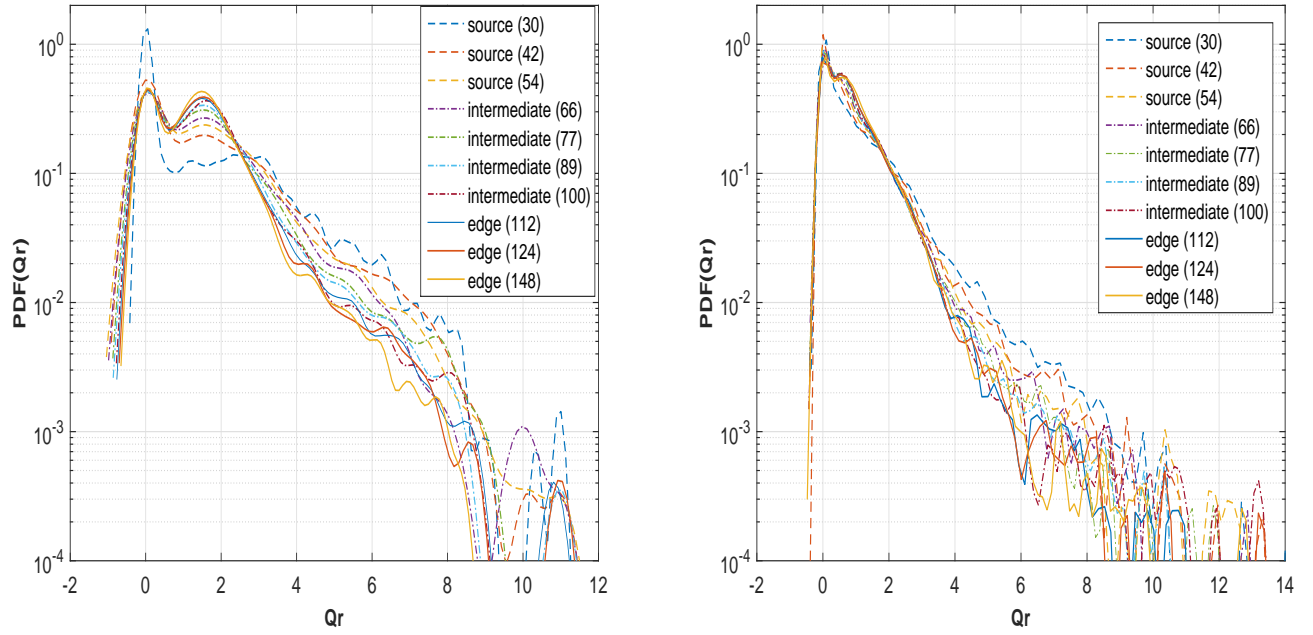 PDF(Qr)
10^0
10^-1
10^-2
10^-3
10^-4
-2 0 2 4 6 8 10 12
Qr
source (30)
source (42)
source (54)
intermediate (66)
intermediate (77)
intermediate (89)
intermediate (100)
edge (112)
edge (124)
edge (148)
PDF(Qr)
10^0
10^-1
10^-2
10^-3
10^-4
-2 0 2 4 6 8 10 12 14
Qr
source (30)
source (42)
source (54)
intermediate (66)
intermediate (77)
intermediate (89)
intermediate (100)
edge (112)
edge (124)
edge (148)